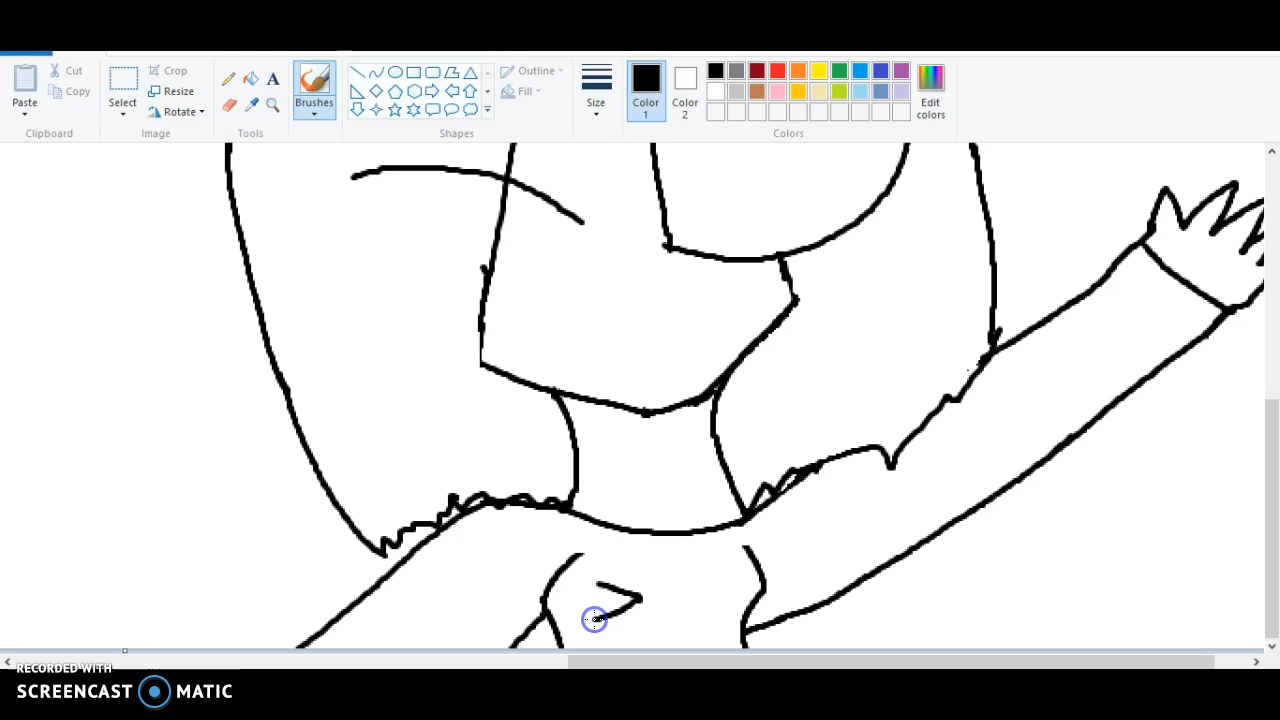 Cut
Copy
Paste
Clipboard
Select
Crop
Resize
Rotate
Image
A
Tools
Brushes
Outline
Fill
Shapes
Size
Color
1
Color
2
Colors
Edit
colors
RECORDED WITH
SCREENCAST MATIC